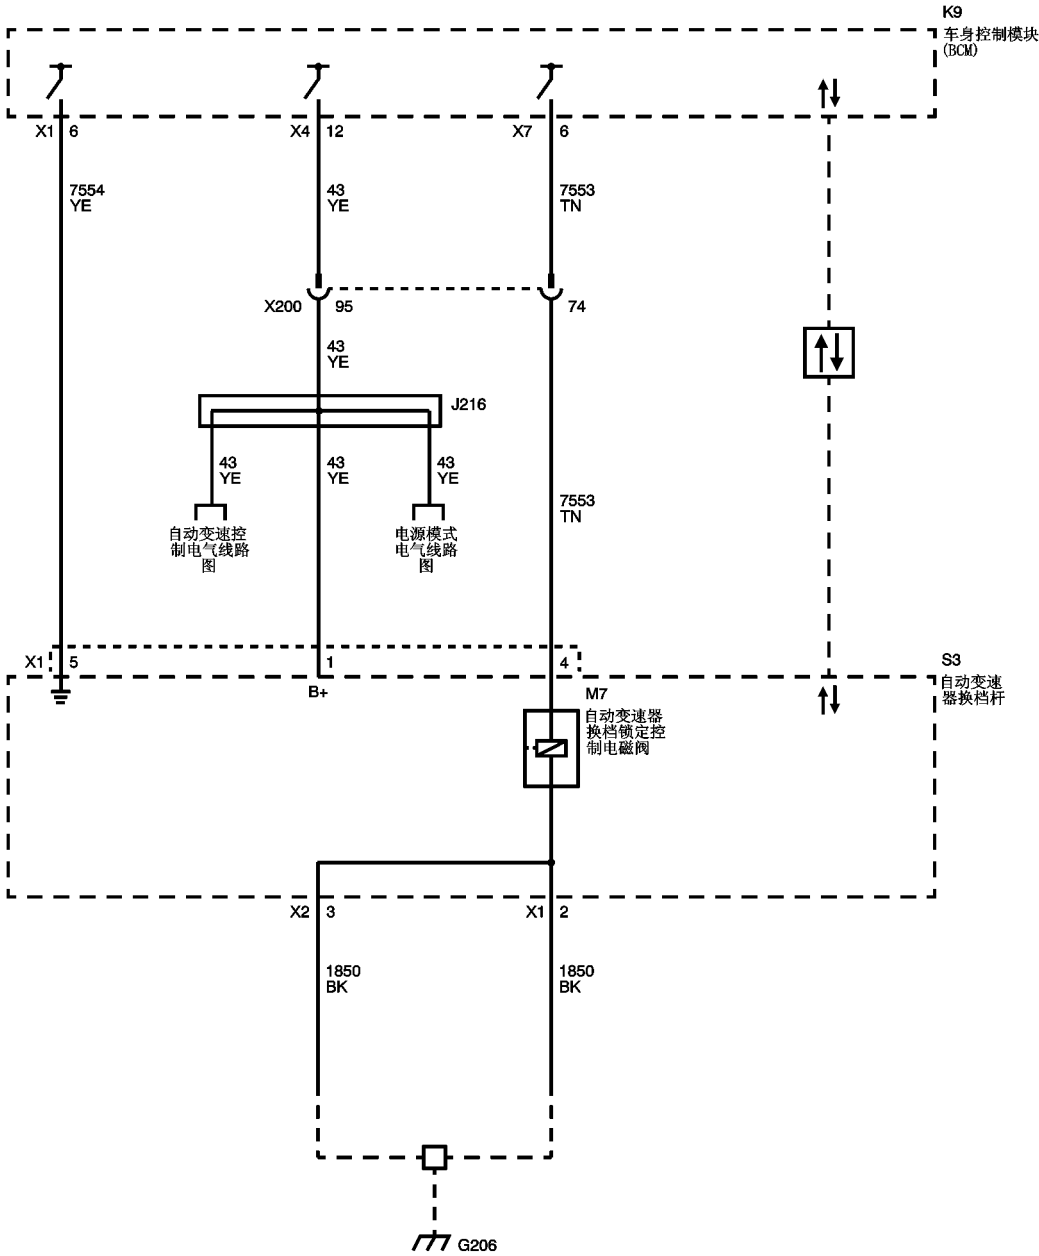 K9
车身控制模块
(BCM)
X1 6
X4 12
X7 6
7554
YE
43
YE
7553
TN
X200 95
74
43
YE
J216
43
YE
43
YE
43
YE
7553
TN
自动变速控
制电气线路
图
电源模式
电气线路
图
X1 5
1
4
S3
自动变速
器换档杆
B+
M7
自动变速器
换档锁定控
制电磁阀
X2 3
X1 2
1850
BK
1850
BK
G206